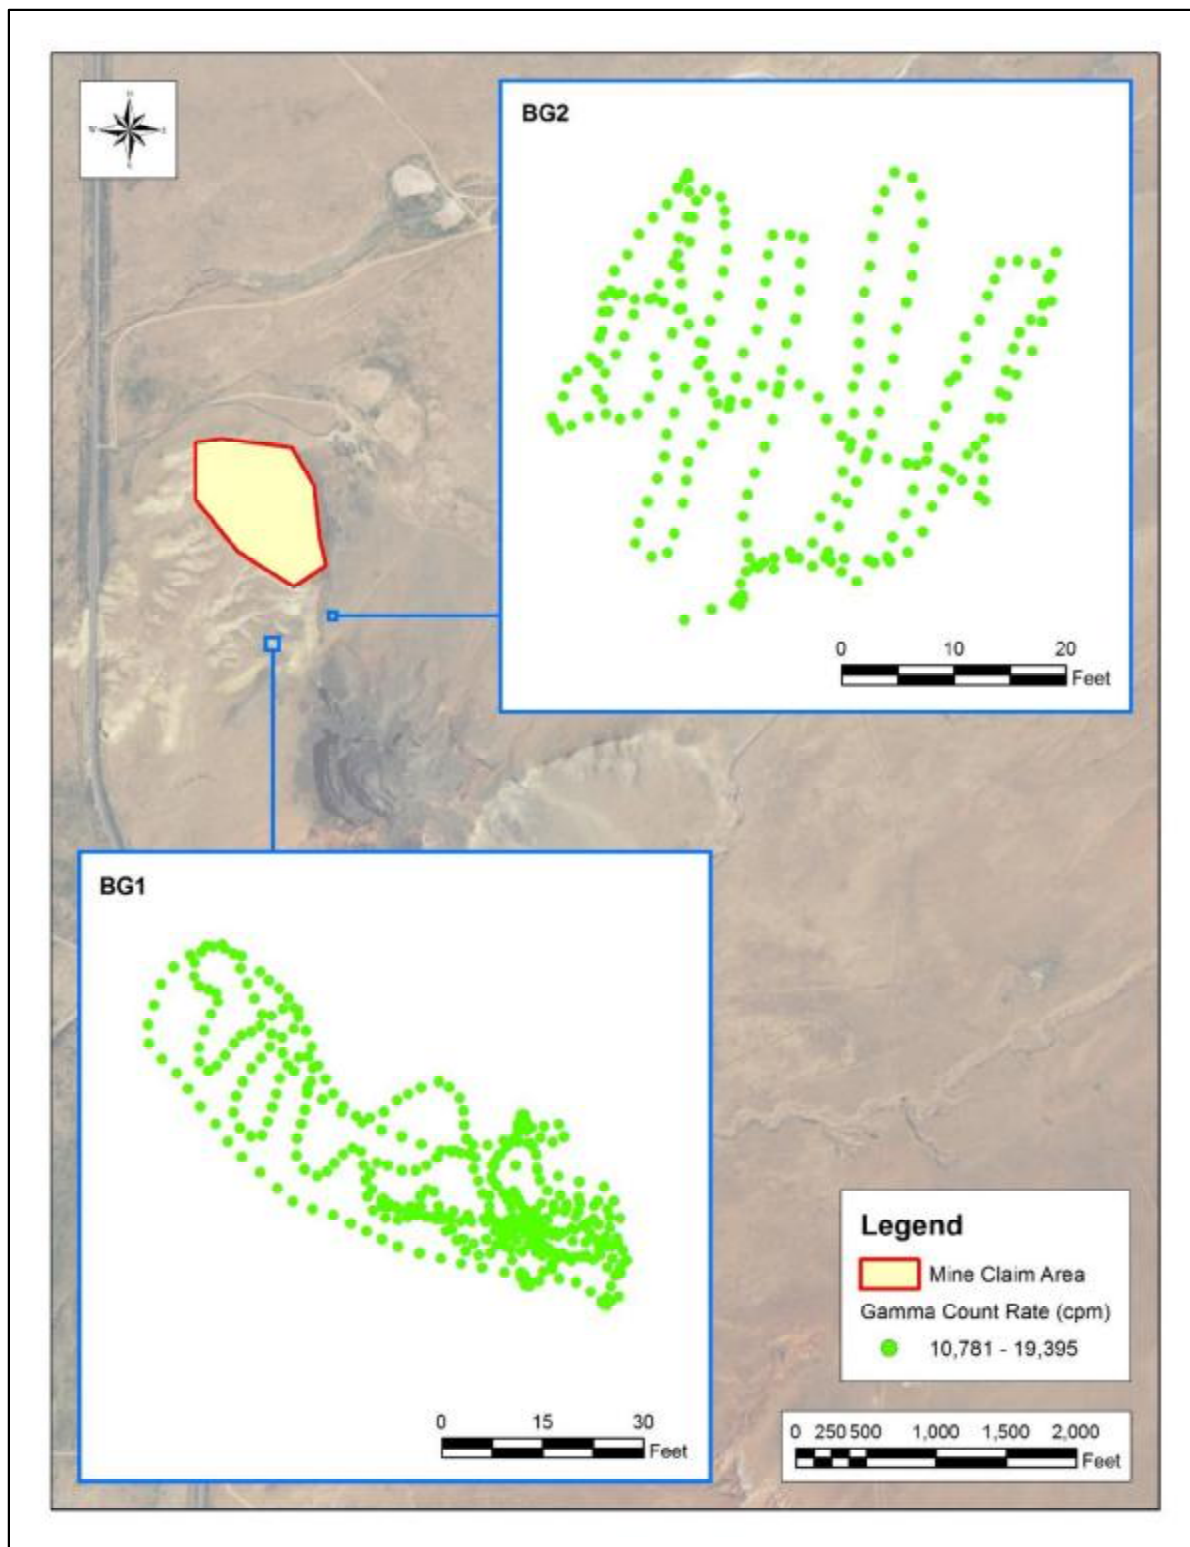 N
W E
S
BG2
0 10 20
Feet
BG1
0 15 30
Feet
Legend
Mine Claim Area
Gamma Count Rate (cpm)
10,781 - 19,395
0 250 500 1,000 1,500 2,000
Feet